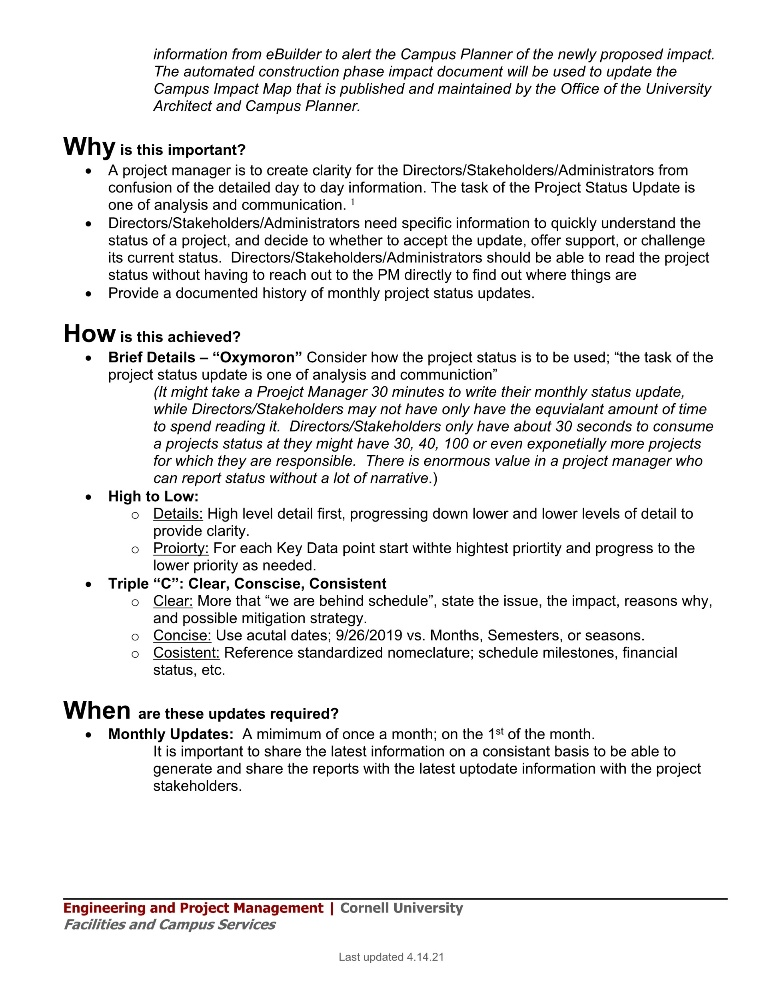 information from eBuilder to alert the Campus Planner of the newly proposed impact.
The automated construction phase impact document will be used to update the
Campus Impact Map that is published and maintained by the Office of the University
Architect and Campus Planner.
Why is this important?
• A project manager is to create clarity for the Directors/Stakeholders/Administrators from
confusion of the detailed day to day information. The task of the Project Status Update is
one of analysis and communication. 1
• Directors/Stakeholders/Administrators need specific information to quickly understand the
status of a project, and decide to whether to accept the update, offer support, or challenge
its current status.  Directors/Stakeholders/Administrators should be able to read the project
status without having to reach out to the PM directly to find out where things are
• Provide a documented history of monthly project status updates.
How is this achieved?
• Brief Details – “Oxymoron” Consider how the project status is to be used; “the task of the
project status update is one of analysis and communiction”
(It might take a Proejct Manager 30 minutes to write their monthly status update,
while Directors/Stakeholders may not have only have the equvialant amount of time
to spend reading it.  Directors/Stakeholders only have about 30 seconds to consume
a projects status at they might have 30, 40, 100 or even exponetially more projects
for which they are responsible.  There is enormous value in a project manager who
can report status without a lot of narrative.)
• High to Low:
o Details: High level detail first, progressing down lower and lower levels of detail to
provide clarity.
o Proiorty: For each Key Data point start withte hightest priortity and progress to the
lower priority as needed.
• Triple “C”: Clear, Conscise, Consistent
o Clear: More that “we are behind schedule”, state the issue, the impact, reasons why,
and possible mitigation strategy.
o Concise: Use acutal dates; 9/26/2019 vs. Months, Semesters, or seasons.
o Cosistent: Reference standardized nomeclature; schedule milestones, financial
status, etc.
When are these updates required?
• Monthly Updates:  A mimimum of once a month; on the 1st of the month.
It is important to share the latest information on a consistant basis to be able to
generate and share the reports with the latest uptodate information with the project
stakeholders.
Engineering and Project Management | Cornell University
Facilities and Campus Services
Last updated 4.14.21